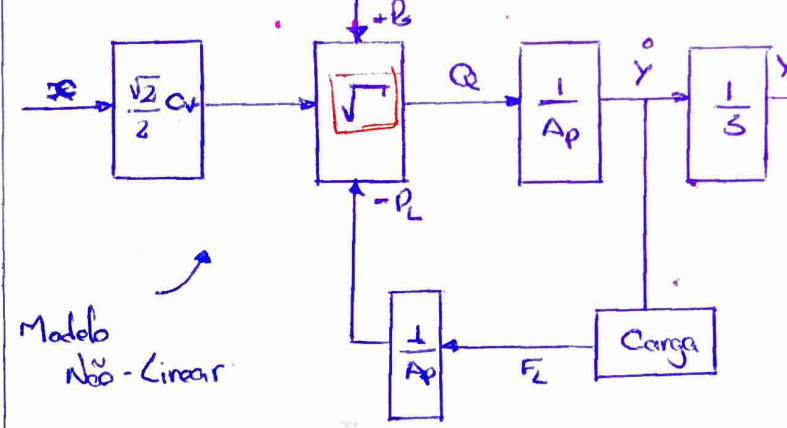 +Ps
x
√2/2 Cv
√
Q
1/Ap
Ẏ
1/S
Y
-PL
Modelo
Não-Linear
1/Ap
FL
Carga